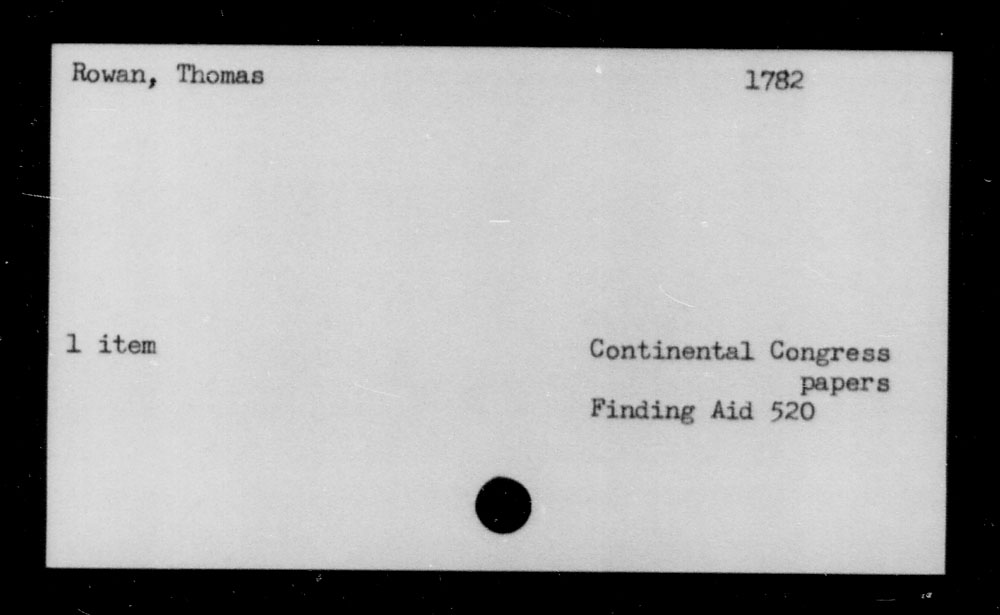 Rowan, Thomas 1782
1 item
Continental Congress
papers
Finding Aid 520